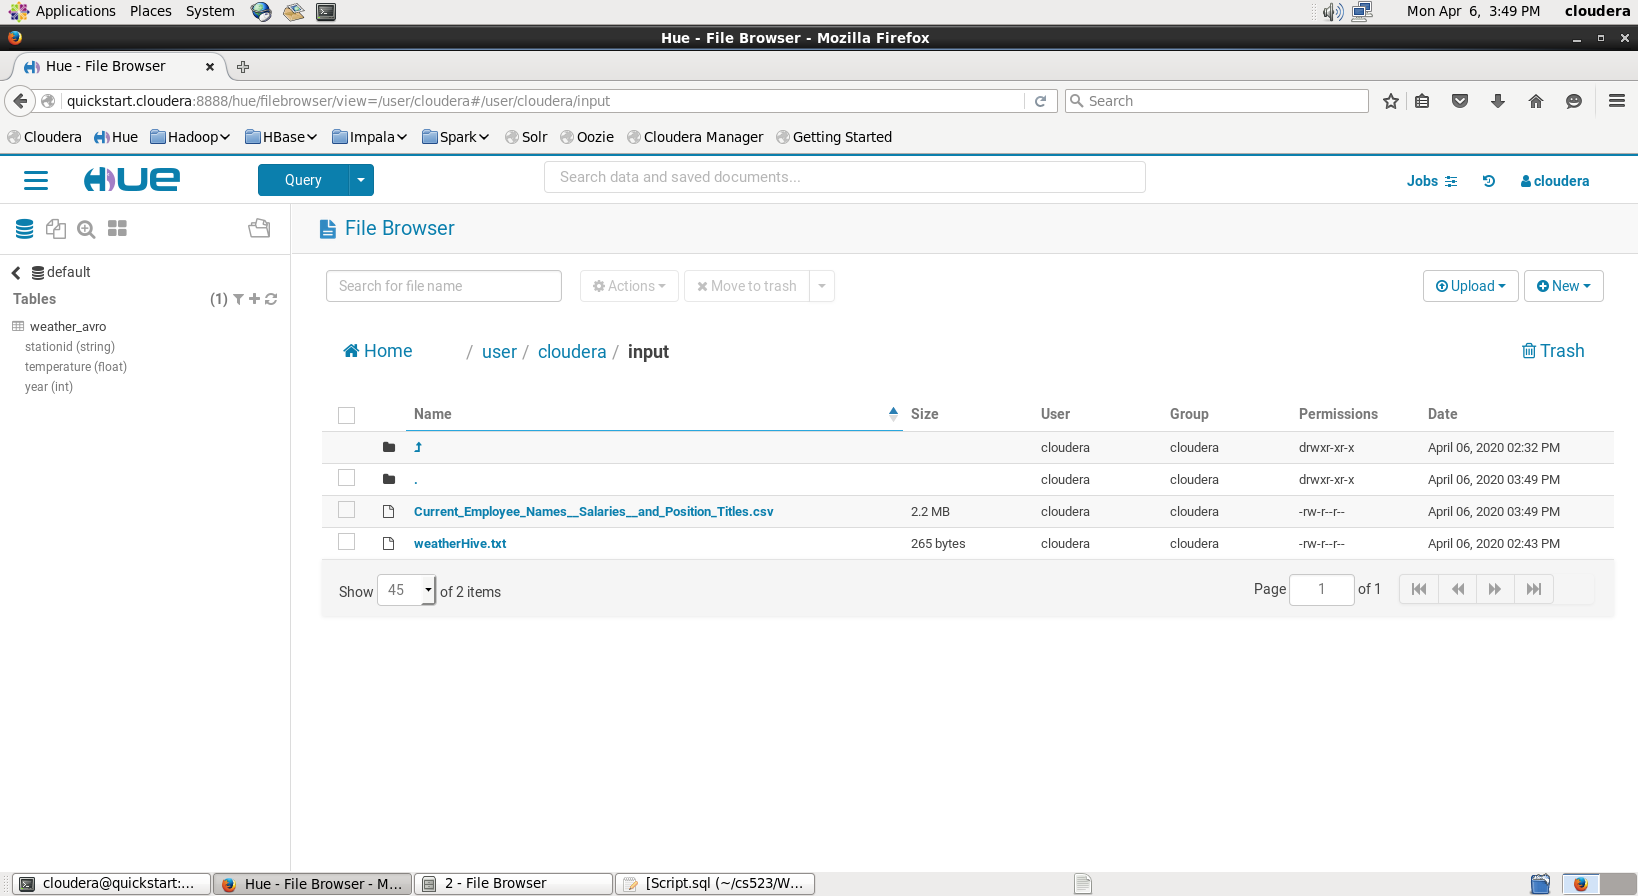 Applications Places System Mon Apr 6, 3:49 PM cloudera
Hue - File Browser - Mozilla Firefox
Hue - File Browser
quickstart.cloudera:8888/hue/filebrowser/view=/user/cloudera#/user/cloudera/input Search
Cloudera Hue Hadoop HBase Impala Spark Solr Oozie Cloudera Manager Getting Started
HUE Query Search data and saved documents... Jobs cloudera
File Browser
default
Tables (1)
weather_avro
stationid (string)
temperature (float)
year (int)
Search for file name Actions Move to trash Upload New
Home / user / cloudera / input Trash
Name Size User Group Permissions Date
cloudera cloudera drwxr-xr-x April 06, 2020 02:32 PM
. cloudera cloudera drwxr-xr-x April 06, 2020 03:49 PM
Current_Employee_Names__Salaries__and_Position_Titles.csv 2.2 MB cloudera cloudera -rw-r--r-- April 06, 2020 03:49 PM
weatherHive.txt 265 bytes cloudera cloudera -rw-r--r-- April 06, 2020 02:43 PM
Show 45 of 2 items Page 1 of 1
cloudera@quickstart:... Hue - File Browser - M... 2 - File Browser [Script.sql (~/cs523/W...